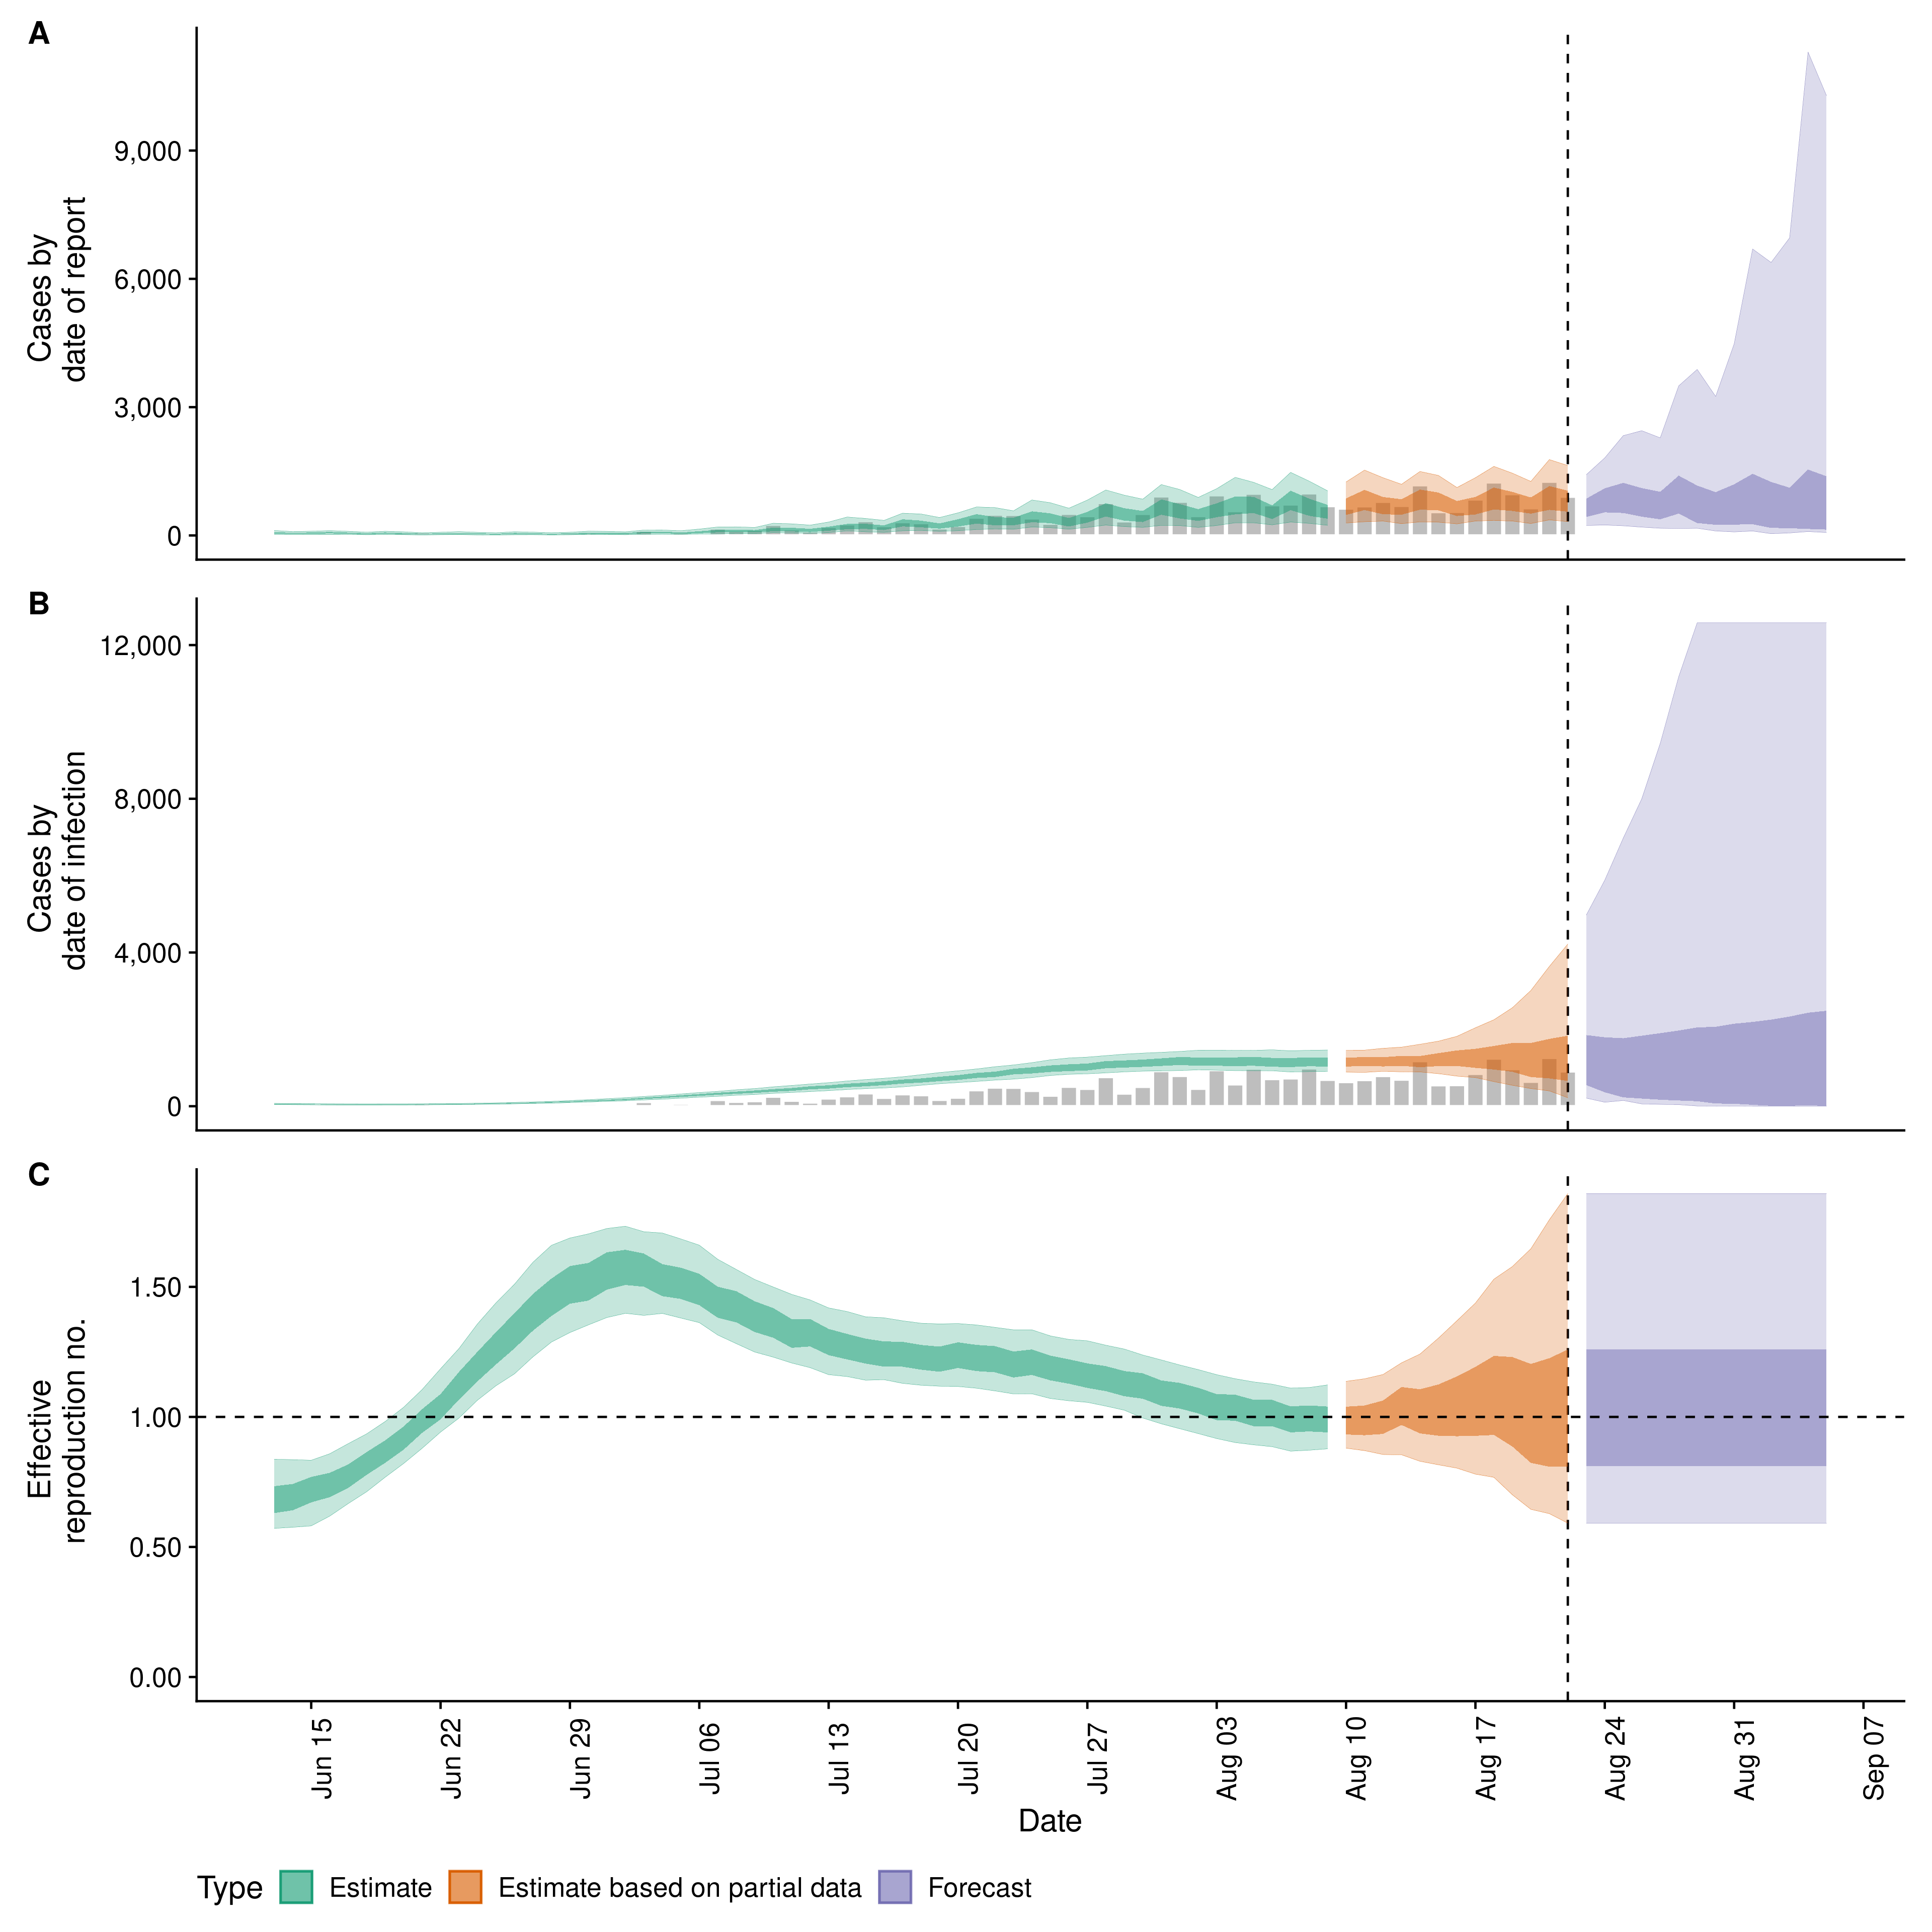 A
Cases by
date of report
9,000
6,000
3,000
0
B
Cases by
date of infection
12,000
8,000
4,000
0
C
Effective
reproduction no.
1.50
1.00
0.50
0.00
Jun 15
Jun 22
Jun 29
Jul 06
Jul 13
Jul 20
Jul 27
Aug 03
Aug 10
Aug 17
Aug 24
Aug 31
Sep 07
Date
Type Estimate Estimate based on partial data Forecast